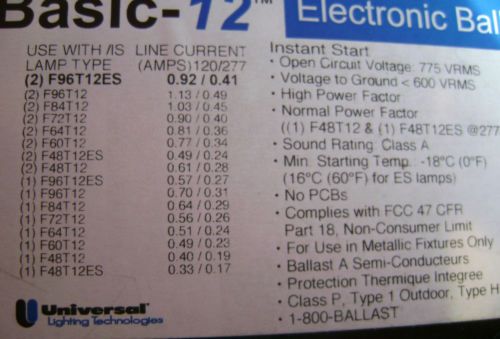 Basic-12™
Electronic Bal
USE WITH /IS LINE CURRENT
LAMP TYPE (AMPS)120/277
(2) F96T12ES 0.92 / 0.41
(2) F96T12 1.13 / 0.49
(2) F84T12 1.03 / 0.45
(2) F72T12 0.90 / 0.40
(2) F64T12 0.81 / 0.36
(2) F60T12 0.77 / 0.34
(2) F48T12ES 0.49 / 0.24
(2) F48T12 0.61 / 0.28
(1) F96T12ES 0.57 / 0.27
(1) F96T12 0.70 / 0.31
(1) F84T12 0.64 / 0.29
(1) F72T12 0.56 / 0.26
(1) F64T12 0.51 / 0.24
(1) F60T12 0.49 / 0.23
(1) F48T12 0.40 / 0.19
(1) F48T12ES 0.33 / 0.17
Universal
Lighting Technologies
Instant Start
· Open Circuit Voltage: 775 VRMS
· Voltage to Ground < 600 VRMS
· High Power Factor
· Normal Power Factor
((1) F48T12 & (1) F48T12ES @277
· Sound Rating: Class A
· Min. Starting Temp. -18°C (0°F)
(16°C (60°F) for ES lamps)
· No PCBs
· Complies with FCC 47 CFR
Part 18, Non-Consumer Limit
· For Use in Metallic Fixtures Only
· Ballast A Semi-Conducteurs
· Protection Thermique Integree
· Class P, Type 1 Outdoor, Type H
· 1-800-BALLAST